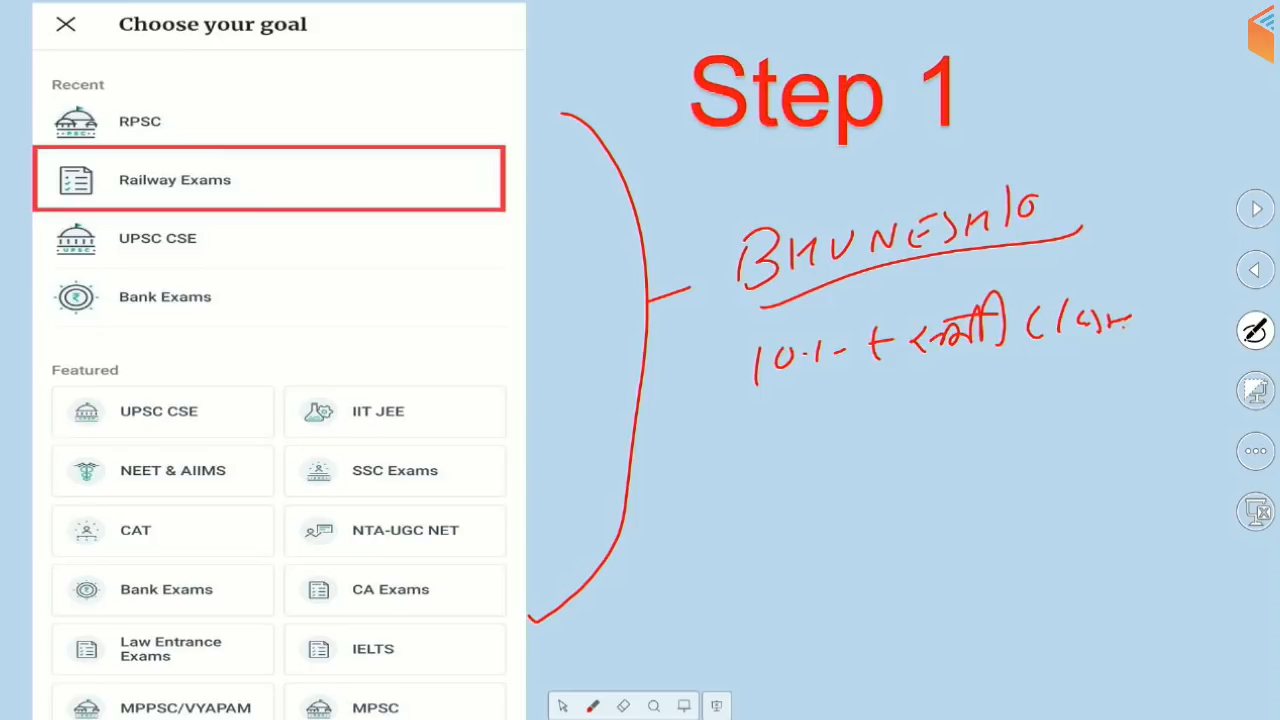 Choose your goal
Recent
RPSC
Railway Exams
UPSC CSE
Bank Exams
Featured
UPSC CSE
IIT JEE
NEET & AIIMS
SSC Exams
CAT
NTA-UGC NET
Bank Exams
CA Exams
Law Entrance
Exams
IELTS
MPPSC/VYAPAM
MPSC
Step 1
BHUNESH10